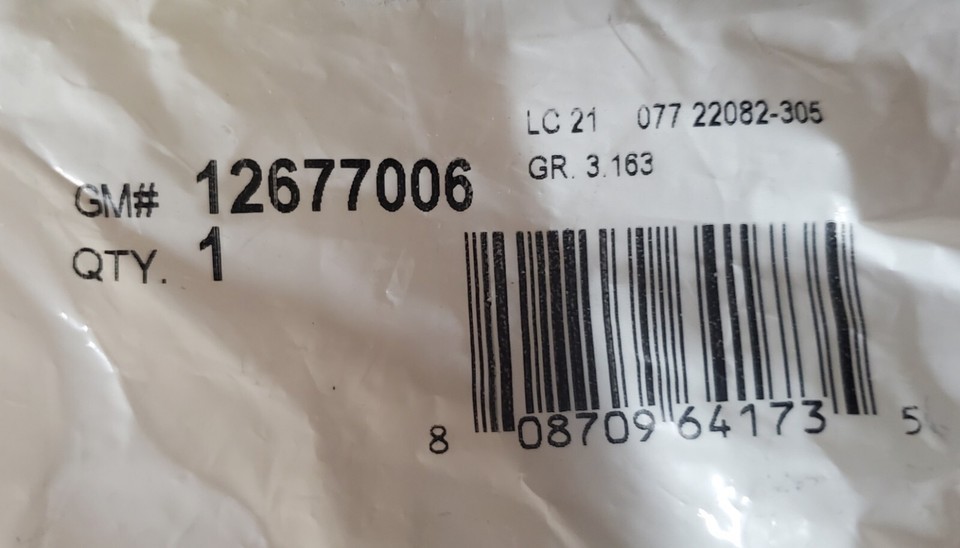 LC 21 077 22082-305
GR. 3.163
GM# 12677006
QTY. 1
8 08709 64173 5